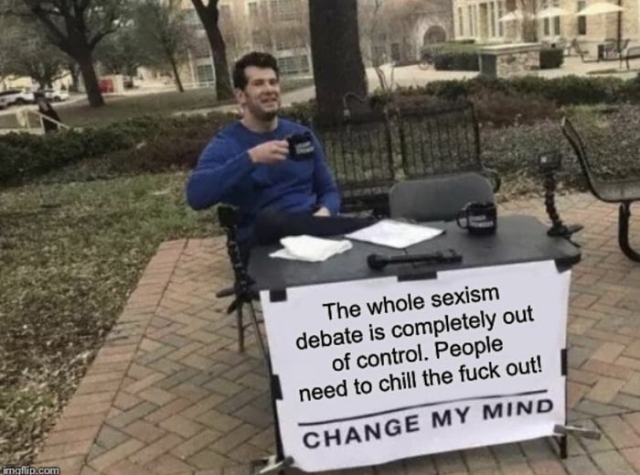 The whole sexism
debate is completely out
of control. People
need to chill the fuck out!
CHANGE MY MIND
imgflip.com